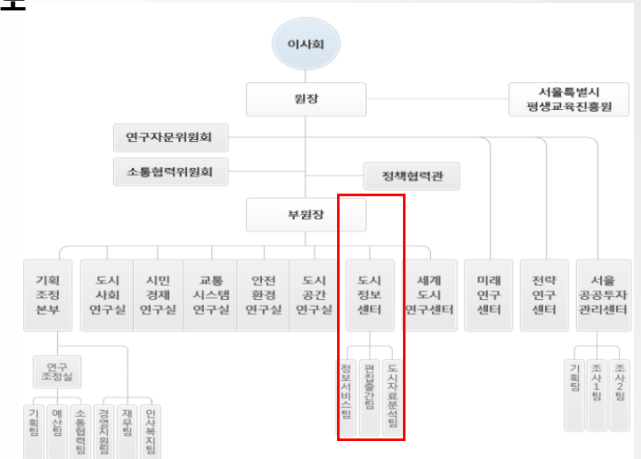 도
이사회
원장
서울특별시
평생교육진흥원
연구자문위원회
소통협력위원회
정책협력관
부원장
기획
조정
본부
도시
사회
연구실
시민
경제
연구실
교통
시스템
연구실
안전
환경
연구실
도시
공간
연구실
도시
정보
센터
세계
도시
연구센터
미래
연구
센터
전략
연구
센터
서울
공공투자
관리센터
연구
조정실
기획팀
예산팀
소통협력팀
경영지원팀
재무팀
인사복지팀
정보서비스팀
편집출간팀
도시자료분석팀
기획팀
조사1팀
조사2팀